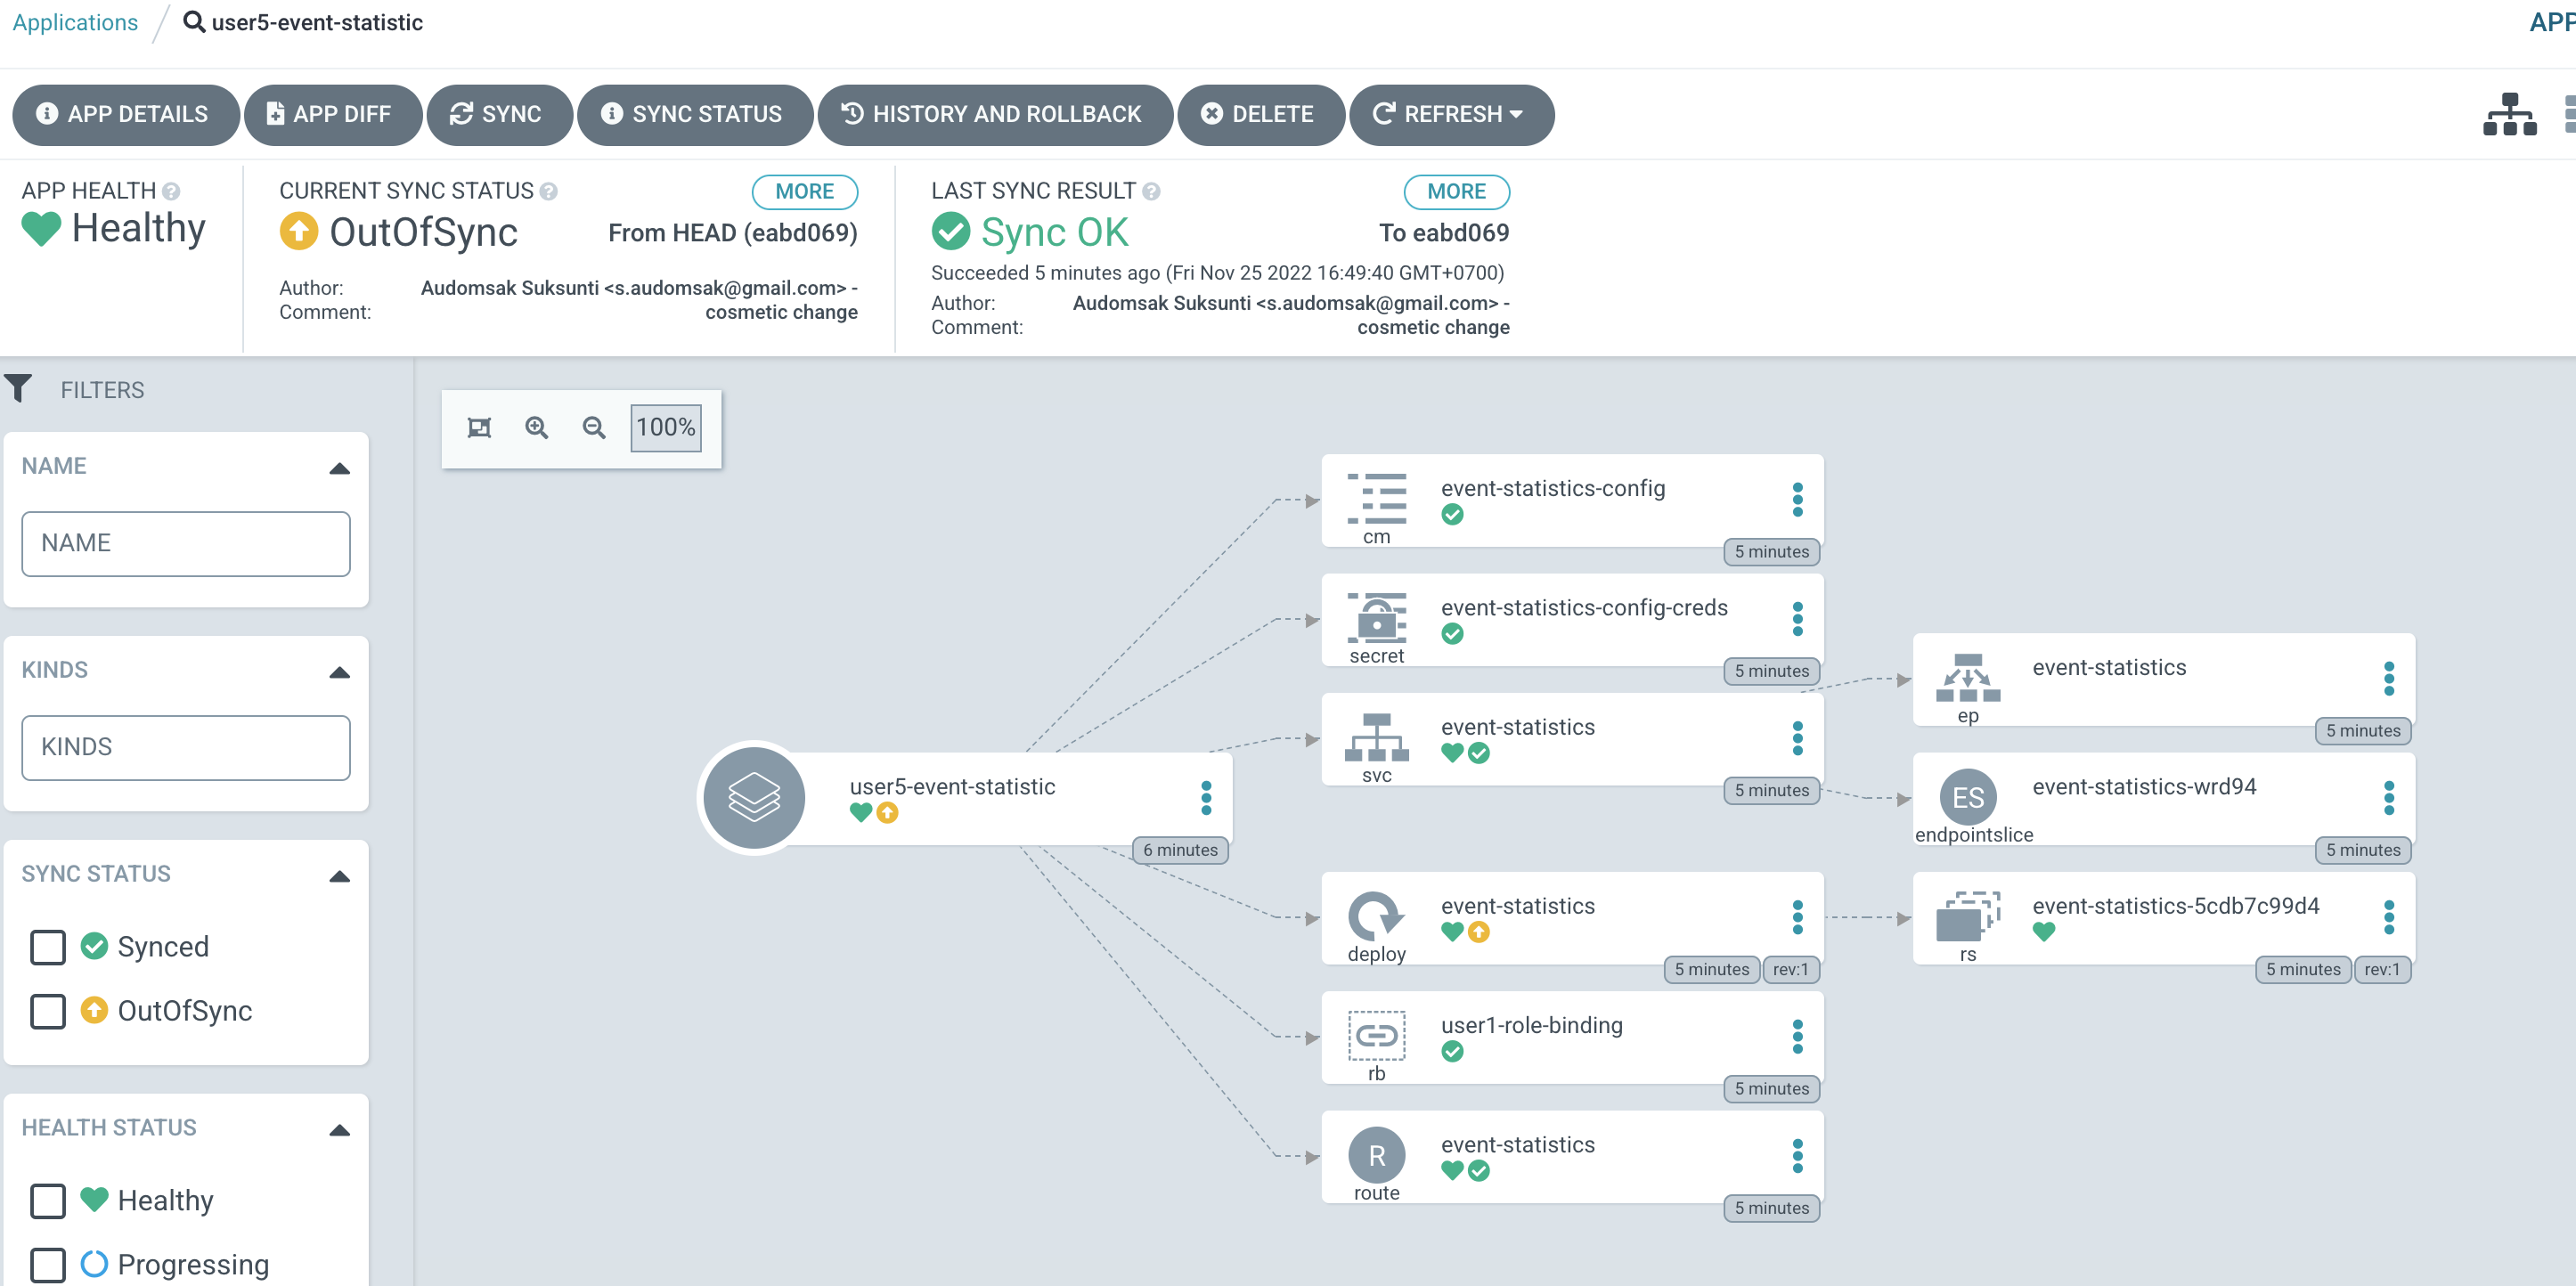 Applications / user5-event-statistic
APP
APP DETAILS
APP DIFF
SYNC
SYNC STATUS
HISTORY AND ROLLBACK
DELETE
REFRESH
APP HEALTH
Healthy
CURRENT SYNC STATUS
MORE
OutOfSync
From HEAD (eabd069)
Author:
Audomsak Suksunti <s.audomsak@gmail.com> -
Comment:
cosmetic change
LAST SYNC RESULT
MORE
Sync OK
To eabd069
Succeeded 5 minutes ago (Fri Nov 25 2022 16:49:40 GMT+0700)
Author:
Audomsak Suksunti <s.audomsak@gmail.com> -
Comment:
cosmetic change
FILTERS
NAME
NAME
KINDS
KINDS
SYNC STATUS
Synced
OutOfSync
HEALTH STATUS
Healthy
Progressing
100%
user5-event-statistic
6 minutes
event-statistics-config
cm
5 minutes
event-statistics-config-creds
secret
5 minutes
event-statistics
svc
5 minutes
event-statistics
deploy
5 minutes
rev:1
user1-role-binding
rb
5 minutes
R
event-statistics
route
5 minutes
event-statistics
ep
5 minutes
ES
event-statistics-wrd94
endpointslice
5 minutes
event-statistics-5cdb7c99d4
rs
5 minutes
rev:1